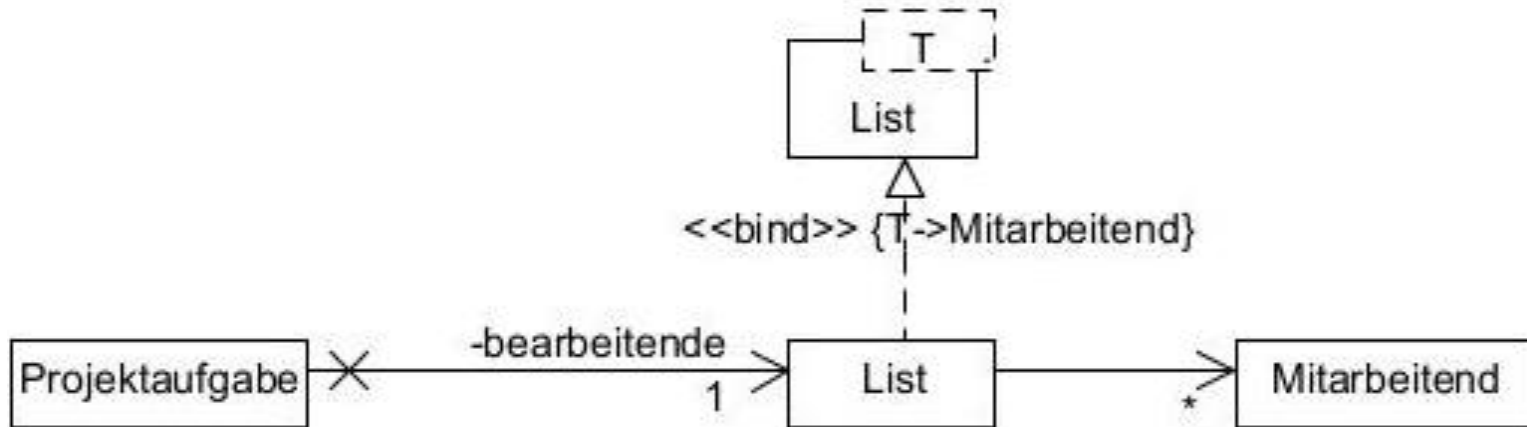 T
List
<<bind>> {T->Mitarbeitend}
-bearbeitende
Projektaufgabe
List
Mitarbeitend
1
*